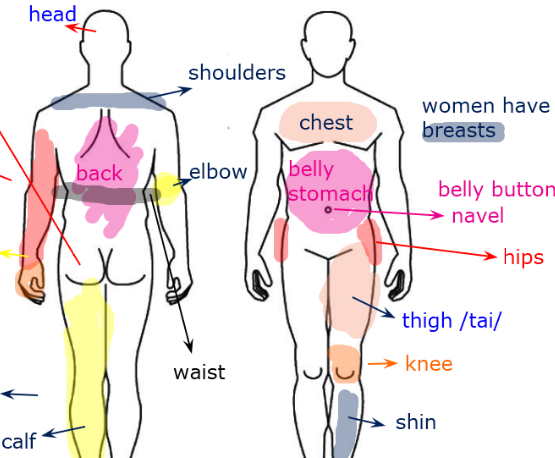 head
shoulders
back
elbow
waist
calf
chest
women have
breasts
belly
stomach
belly button
navel
hips
thigh /tai/
knee
shin